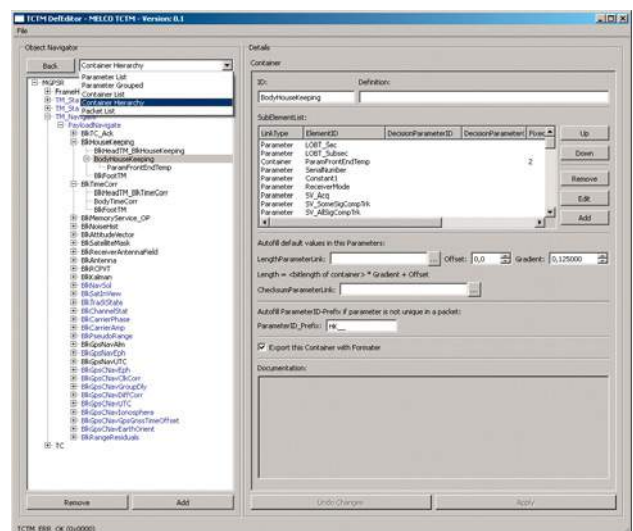 TCTM DefEditor - MELCO TCTM - Version: 0.1
File
Object Navigator
Back Container Hierarchy
Parameter List
Parameter Grouped
Container List
Container Hierarchy
Packet List
MGPSR
TM_Navigate
PayloadNavigate
BlkTC_Ack
BlkHouseKeeping
BlkHeadTM_BlkHouseKeeping
BodyHouseKeeping
ParamFrontEndTemp
BlkFootTM
BlkTimeCorr
BlkHeadTM_BlkTimeCorr
BodyTimeCorr
BlkFootTM
BlkMemoryService_OP
BlkNoiseHist
BlkAttitudeVector
BlkSatelliteMask
BlkReceiverAntennaField
BlkAntenna
BlkRCPVT
BlkKalman
BlkNavSol
BlkSatInView
BlkTrackState
BlkChannelStat
BlkCarrierPhase
BlkCarrierAmp
BlkPseudoRange
BlkGpsNavAlm
BlkGpsNavEph
BlkGpsNavUTC
BlkGpsCNavEph
BlkGpsCNavClkCorr
BlkGpsCNavGroupDly
BlkGpsCNavDiffCorr
BlkGpsCNavUTC
BlkGpsCNavIonosphere
BlkGpsCNavGpsGnssTimeOffset
BlkGpsCNavEarthOrient
BlkRangeResiduals
TC
Remove Add
Details
Container
ID: Definition:
BodyHouseKeeping
SubElementList:
LinkType ElementID DecisionParameterID DecisionParameter
Parameter LOBT_Sec
Parameter LOBT_Subsec
Container ParamFrontEndTemp 2
Parameter SerialNumber
Parameter Constant1
Parameter ReceiverMode
Parameter SV_Acq
Parameter SV_SomeSigCompTrk
Parameter SV_AllSigCompTrk
Up
Down
Remove
Edit
Add
Autofill default values in this Parameters:
LengthParameterLink: ... Offset: 0,0 Gradient: 0,125000
Length = <bitlength of container> * Gradient + Offset
ChecksumParameterLink: ...
Autofill ParameterID-Prefix if parameter is not unique in a packet:
ParameterID_Prefix: HK__
Export this Container with Formater
Documentation:
Undo Changes Apply
TCTM_ERR_OK (0x0000)